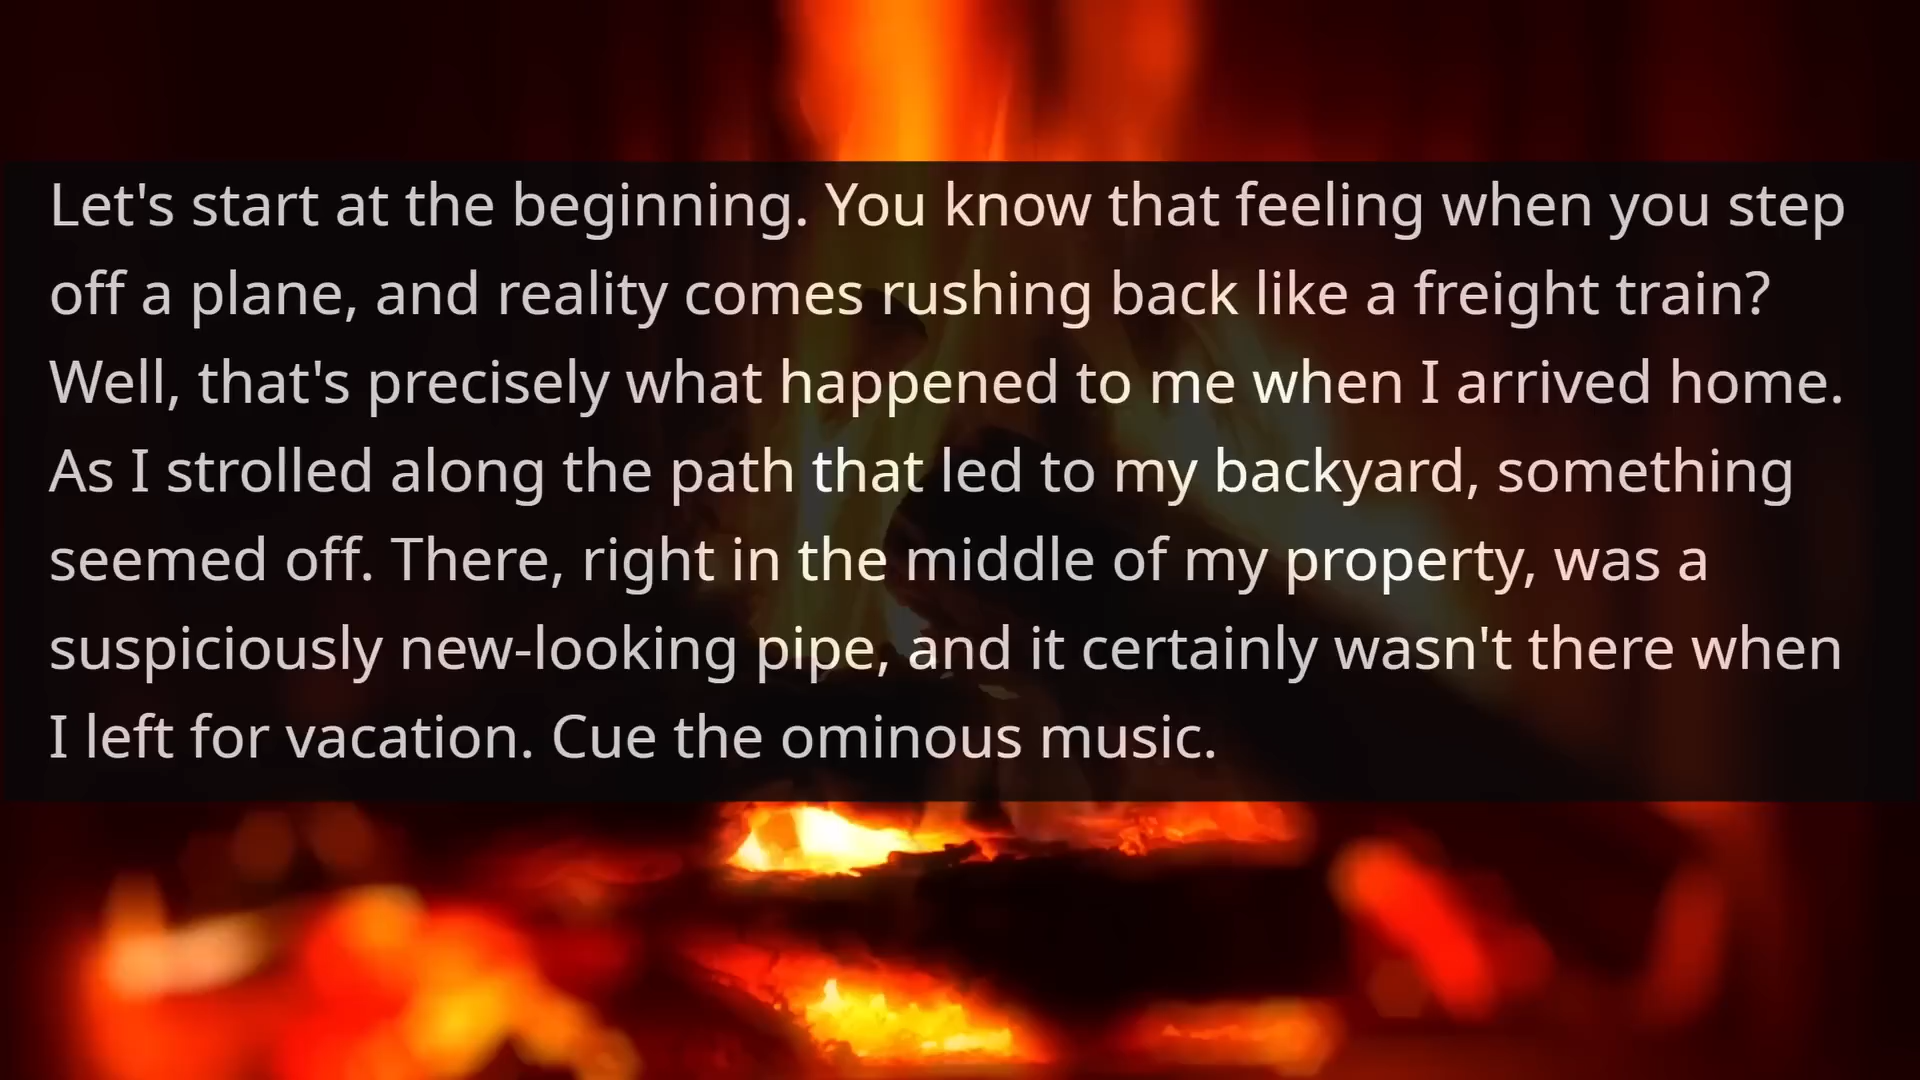 Let's start at the beginning. You know that feeling when you step
off a plane, and reality comes rushing back like a freight train?
Well, that's precisely what happened to me when I arrived home.
As I strolled along the path that led to my backyard, something
seemed off. There, right in the middle of my property, was a
suspiciously new-looking pipe, and it certainly wasn't there when
I left for vacation. Cue the ominous music.